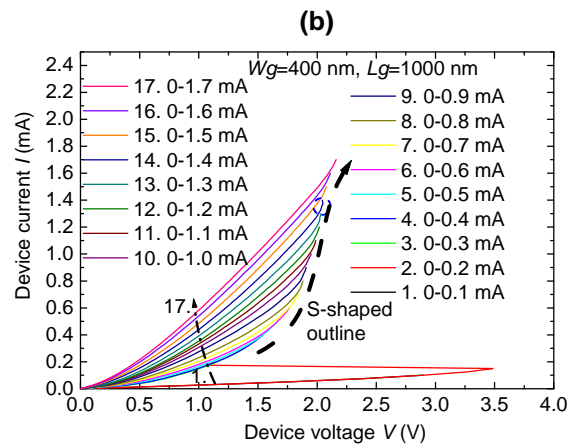 (b)
Wg=400 nm, Lg=1000 nm
17. 0-1.7 mA
16. 0-1.6 mA
15. 0-1.5 mA
14. 0-1.4 mA
13. 0-1.3 mA
12. 0-1.2 mA
11. 0-1.1 mA
10. 0-1.0 mA
9. 0-0.9 mA
8. 0-0.8 mA
7. 0-0.7 mA
6. 0-0.6 mA
5. 0-0.5 mA
4. 0-0.4 mA
3. 0-0.3 mA
2. 0-0.2 mA
1. 0-0.1 mA
17.
1.
S-shaped
outline
Device current I (mA)
2.4
2.2
2.0
1.8
1.6
1.4
1.2
1.0
0.8
0.6
0.4
0.2
0.0
0.0 0.5 1.0 1.5 2.0 2.5 3.0 3.5 4.0
Device voltage V (V)